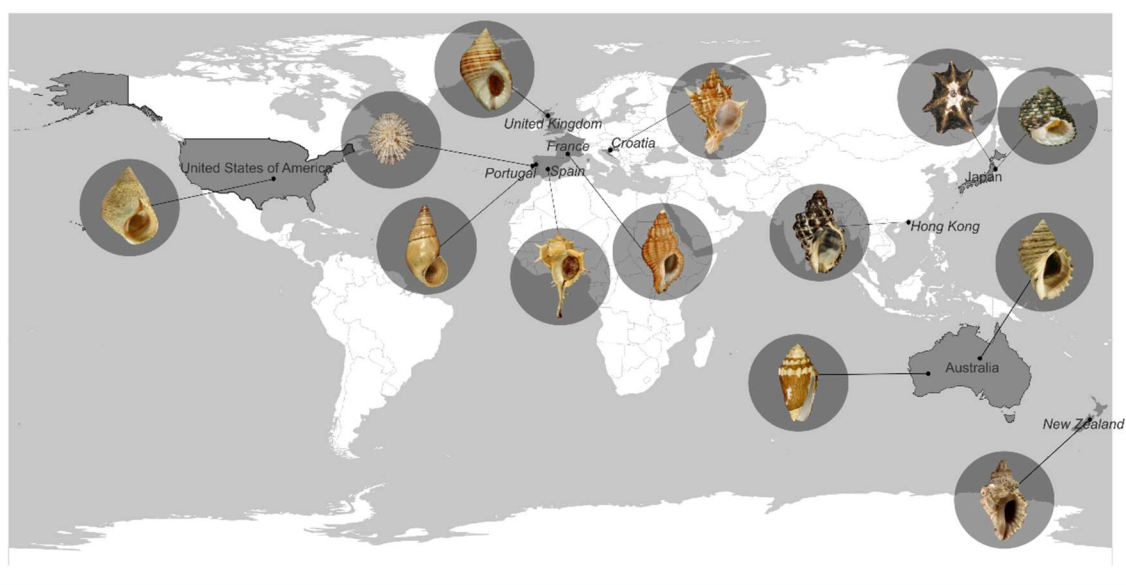 United Kingdom
France
Croatia
United States of America
Portugal
Spain
Japan
Hong Kong
Australia
New Zealand